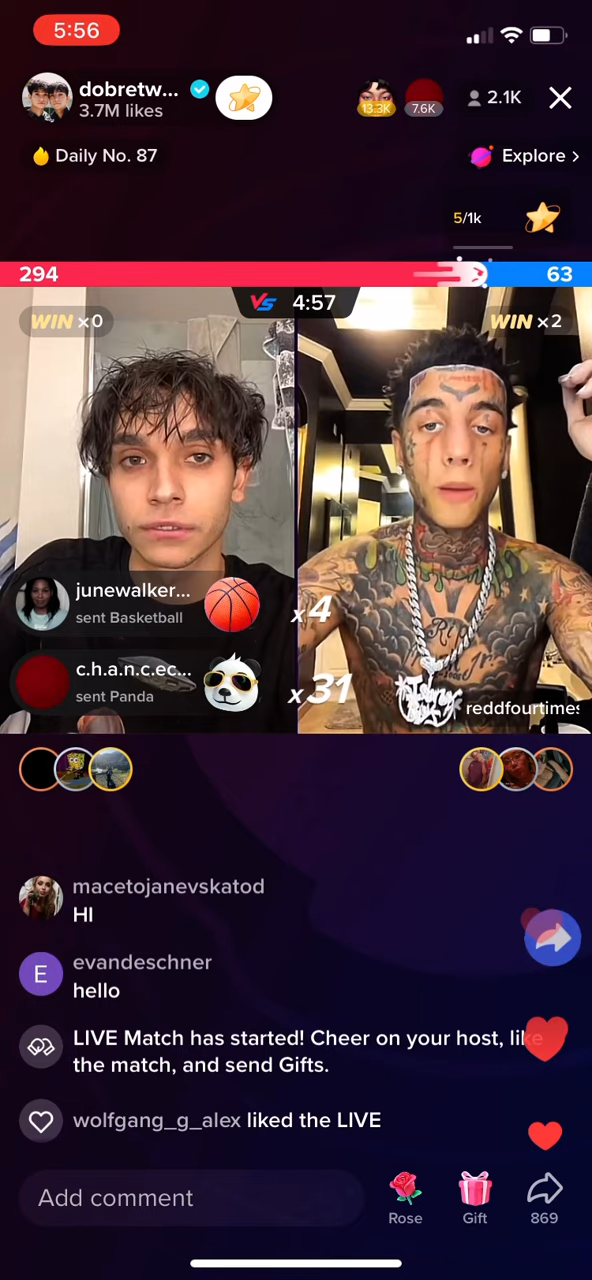 5:56
dobretw...
3.7M likes
13.3K
7.6K
2.1K
Daily No. 87
Explore >
5/1k
294
63
VS 4:57
WIN x0
WIN x2
junewalker...
sent Basketball
x4
c.h.a.n.c.ec...
sent Panda
x31
reddfourtimes
macetojanevskatod
HI
E
evandeschner
hello
LIVE Match has started! Cheer on your host, like
the match, and send Gifts.
wolfgang_g_alex liked the LIVE
Add comment
Rose
Gift
869